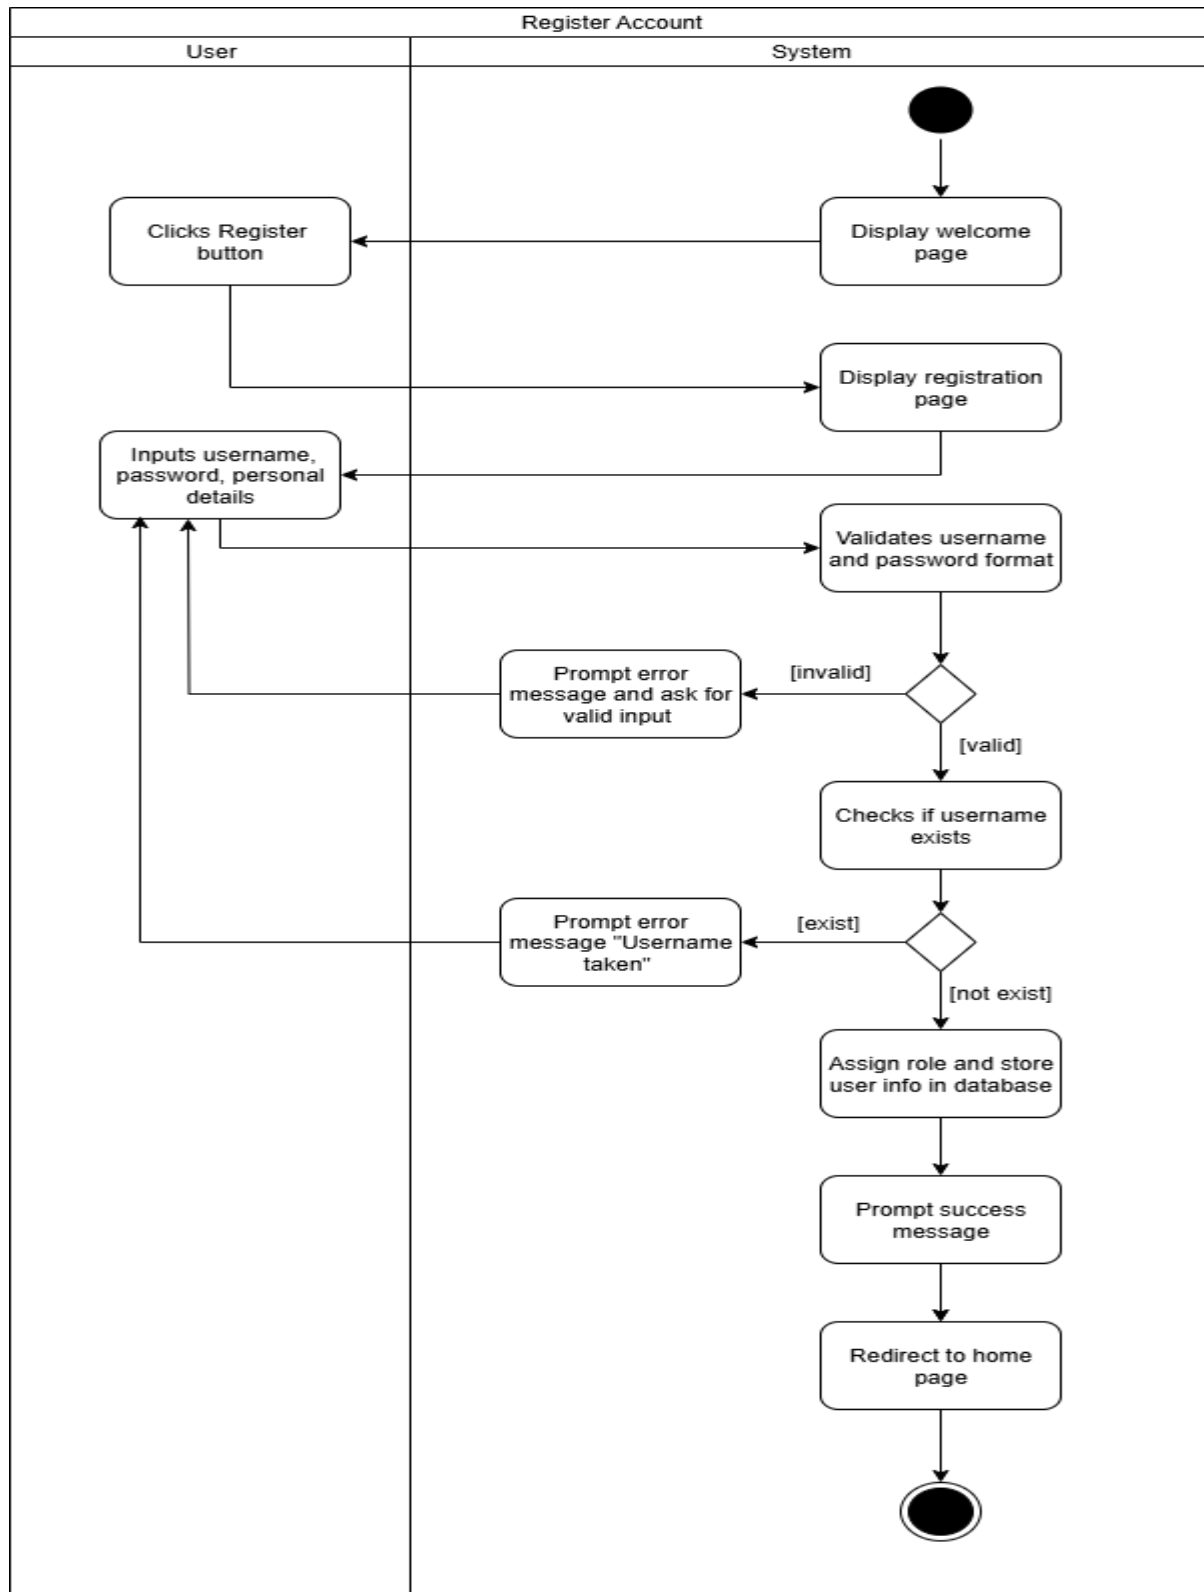 Register Account
User
System
Clicks Register
button
Display welcome
page
Display registration
page
Inputs username,
password, personal
details
Validates username
and password format
Prompt error
message and ask for
valid input
[invalid]
[valid]
Checks if username
exists
Prompt error
message "Username
taken"
[exist]
[not exist]
Assign role and store
user info in database
Prompt success
message
Redirect to home
page